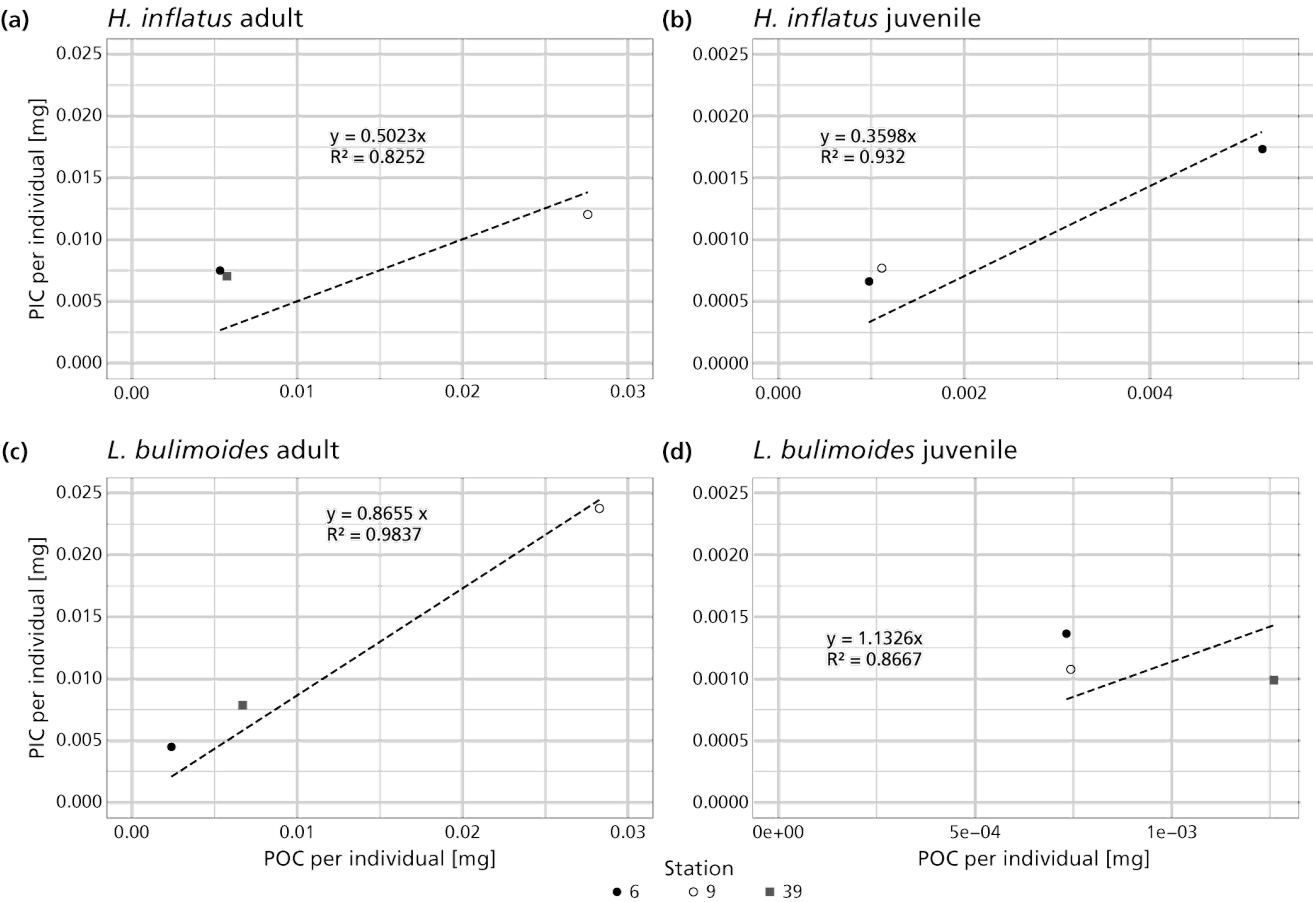 (a) H. inflatus adult
(b) H. inflatus juvenile
PIC per individual [mg]
0.025
0.020
0.015
0.010
0.005
0.000
y = 0.5023x
R² = 0.8252
0.00 0.01 0.02 0.03
0.0025
0.0020
0.0015
0.0010
0.0005
0.0000
y = 0.3598x
R² = 0.932
0.000 0.002 0.004
(c) L. bulimoides adult
(d) L. bulimoides juvenile
PIC per individual [mg]
0.025
0.020
0.015
0.010
0.005
0.000
y = 0.8655 x
R² = 0.9837
0.00 0.01 0.02 0.03
POC per individual [mg]
0.0025
0.0020
0.0015
0.0010
0.0005
0.0000
y = 1.1326x
R² = 0.8667
0e+00 5e−04 1e−03
POC per individual [mg]
Station
6 9 39